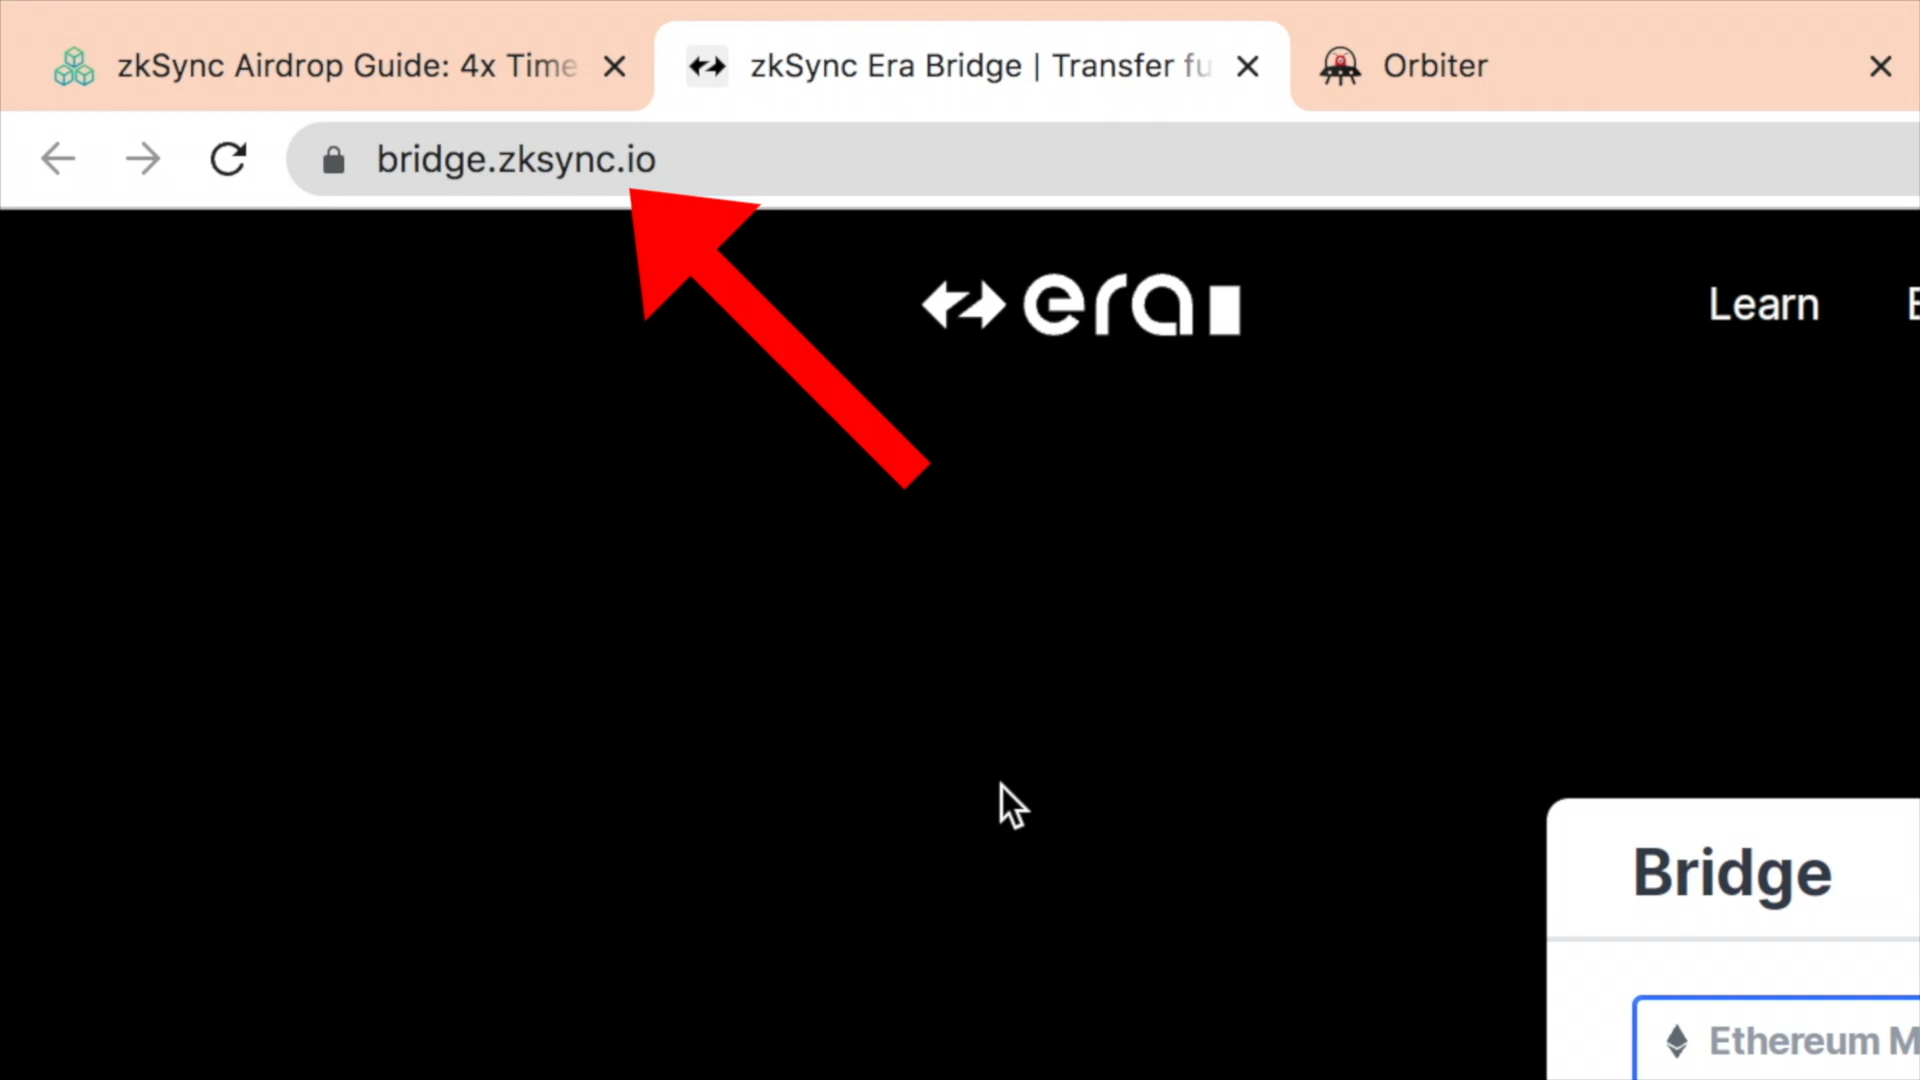 zkSync Airdrop Guide: 4x Time
zkSync Era Bridge | Transfer fu
Orbiter
bridge.zksync.io
era
Learn
Bridge
Ethereum M